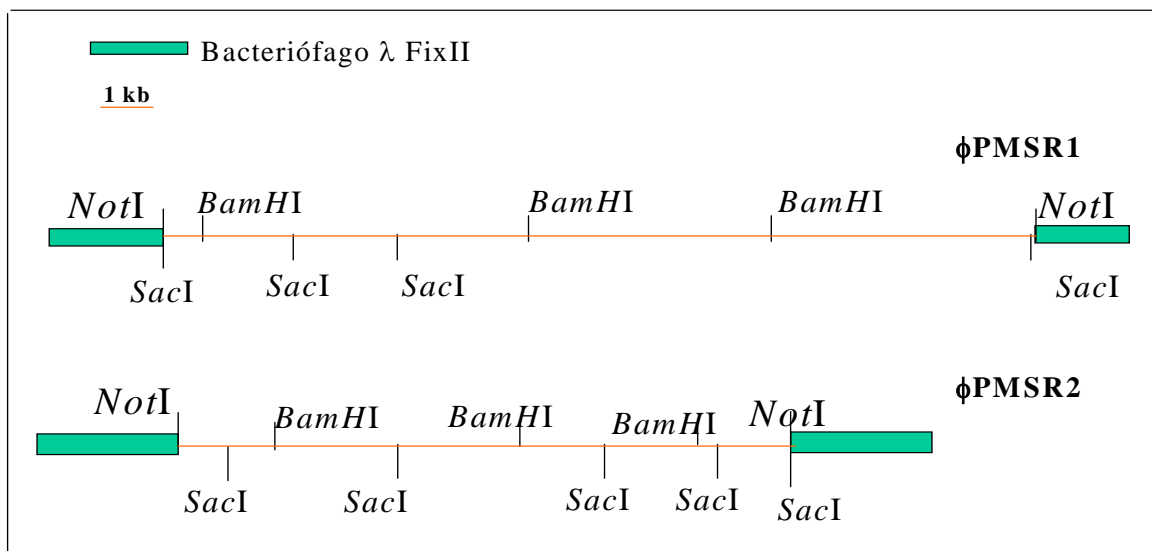 Bacteriófago λ FixII
1 kb
ϕPMSR1
NotI BamHI BamHI BamHI NotI
SacI SacI SacI SacI
ϕPMSR2
NotI BamHI BamHI BamHI NotI
SacI SacI SacI SacI SacI